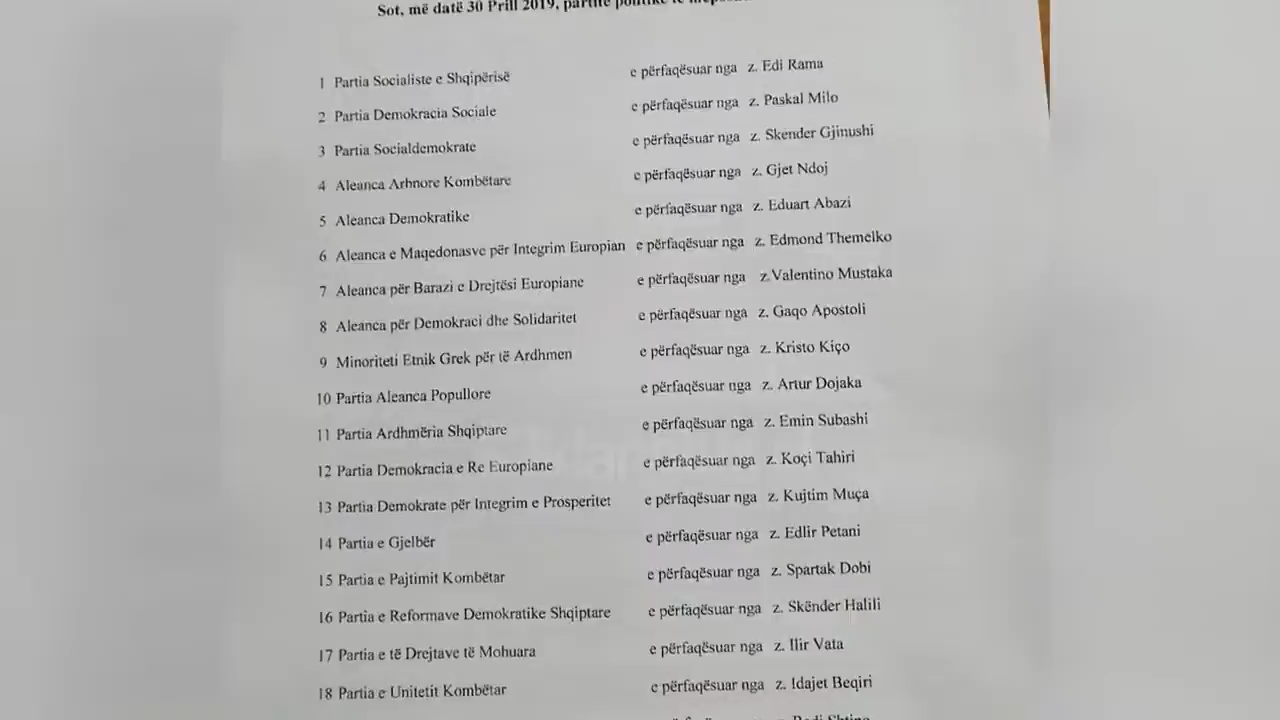 Sot, më datë 30 Prill 2019, partitë politike të
1 Partia Socialiste e Shqipërisë e përfaqësuar nga z. Edi Rama
2 Partia Demokracia Sociale e përfaqësuar nga z. Paskal Milo
3 Partia Socialdemokrate e përfaqësuar nga z. Skender Gjinushi
4 Aleanca Arbnore Kombëtare e përfaqësuar nga z. Gjet Ndoj
5 Aleanca Demokratike e përfaqësuar nga z. Eduart Abazi
6 Aleanca e Maqedonasve për Integrim Europian e përfaqësuar nga z. Edmond Themelko
7 Aleanca për Barazi e Drejtësi Europiane e përfaqësuar nga z.Valentino Mustaka
8 Aleanca për Demokraci dhe Solidaritet e përfaqësuar nga z. Gaqo Apostoli
9 Minoriteti Etnik Grek për të Ardhmen e përfaqësuar nga z. Kristo Kiço
10 Partia Aleanca Popullore e përfaqësuar nga z. Artur Dojaka
11 Partia Ardhmëria Shqiptare e përfaqësuar nga z. Emin Subashi
12 Partia Demokracia e Re Europiane e përfaqësuar nga z. Koçi Tahiri
13 Partia Demokrate për Integrim e Prosperitet e përfaqësuar nga z. Kujtim Muça
14 Partia e Gjelbër e përfaqësuar nga z. Edlir Petani
15 Partia e Pajtimit Kombëtar e përfaqësuar nga z. Spartak Dobi
16 Partia e Reformave Demokratike Shqiptare e përfaqësuar nga z. Skënder Halili
17 Partia e të Drejtave të Mohuara e përfaqësuar nga z. Ilir Vata
18 Partia e Unitetit Kombëtar e përfaqësuar nga z. Idajet Beqiri